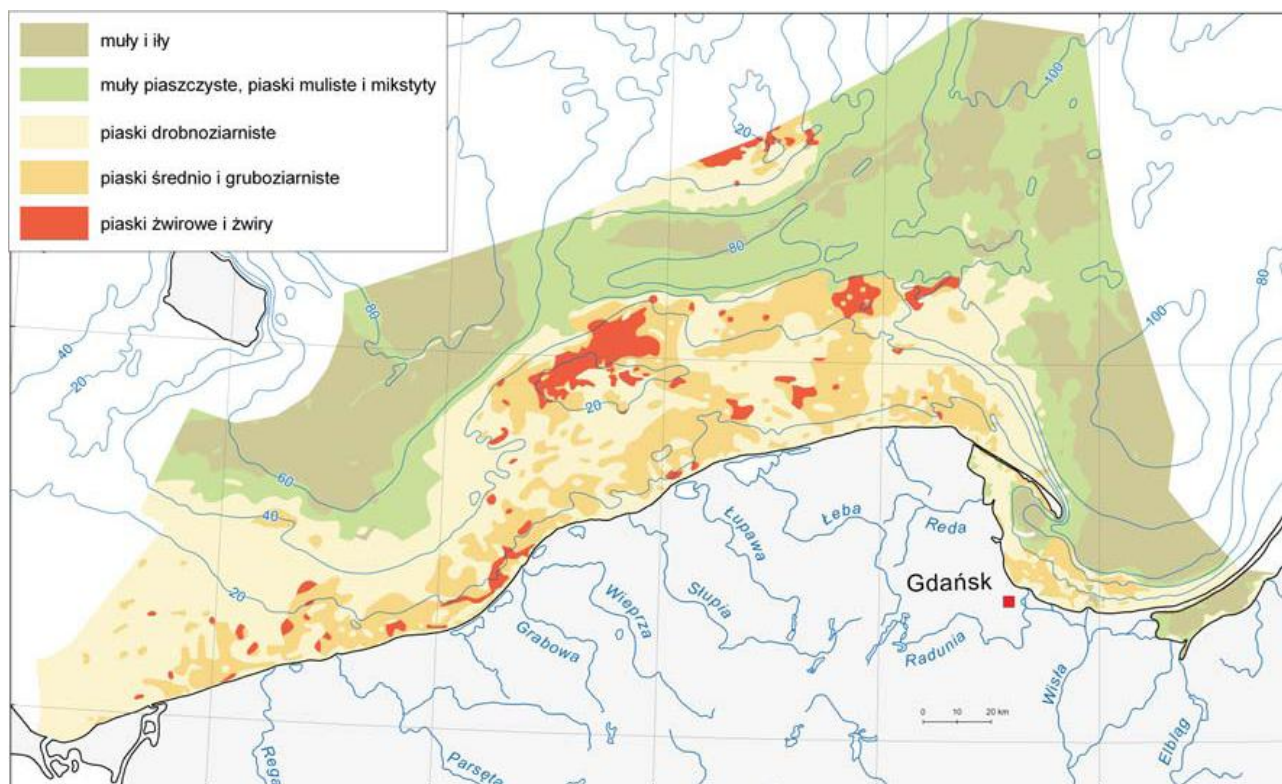 muły i iły
muły piaszczyste, piaski muliste i mikstyty
piaski drobnoziarniste
piaski średnio i gruboziarniste
piaski żwirowe i żwiry
100
20
80
80
100
80
40
20
20
60
40
20
Łupawa
Łeba
Reda
Gdańsk
Słupia
Wieprza
Grabowa
Radunia
Wisła
Elbląg
Rega
Parsęta
0 10 20 km